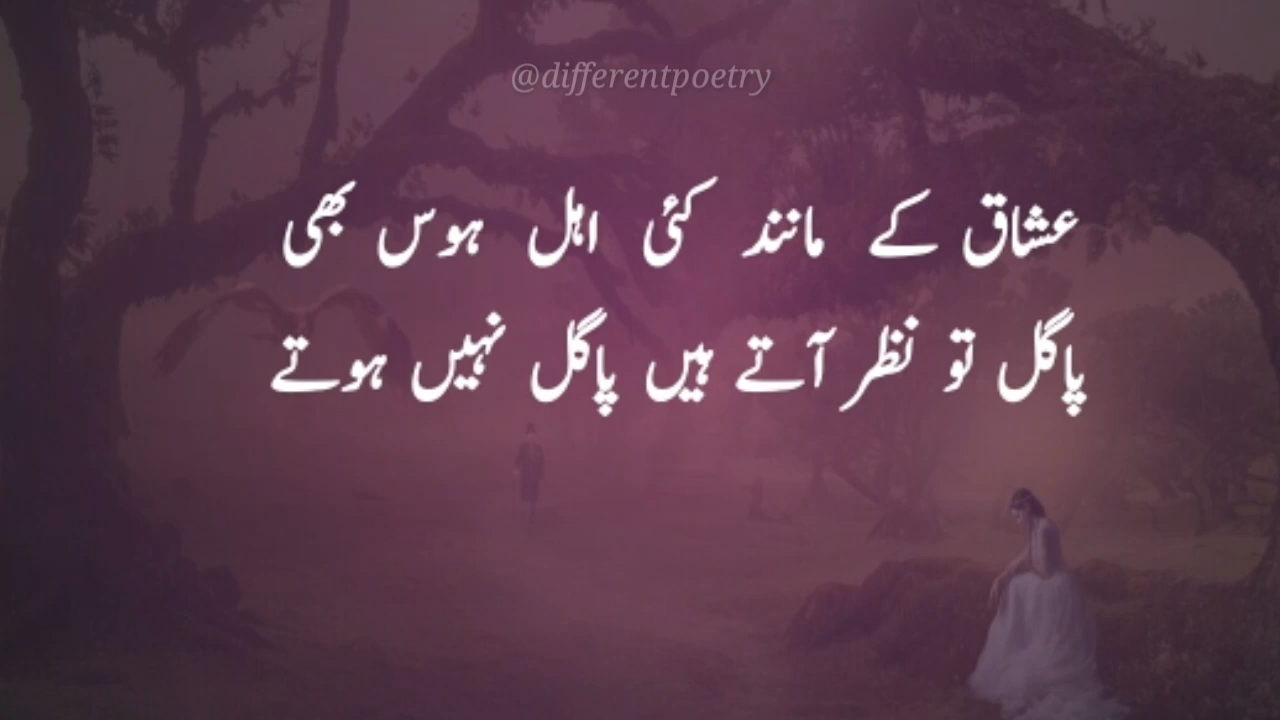 @differentpoetry
عشاق کے مانند کئی اہل ہوس بھی
پاگل تو نظر آتے ہیں پاگل نہیں ہوتے